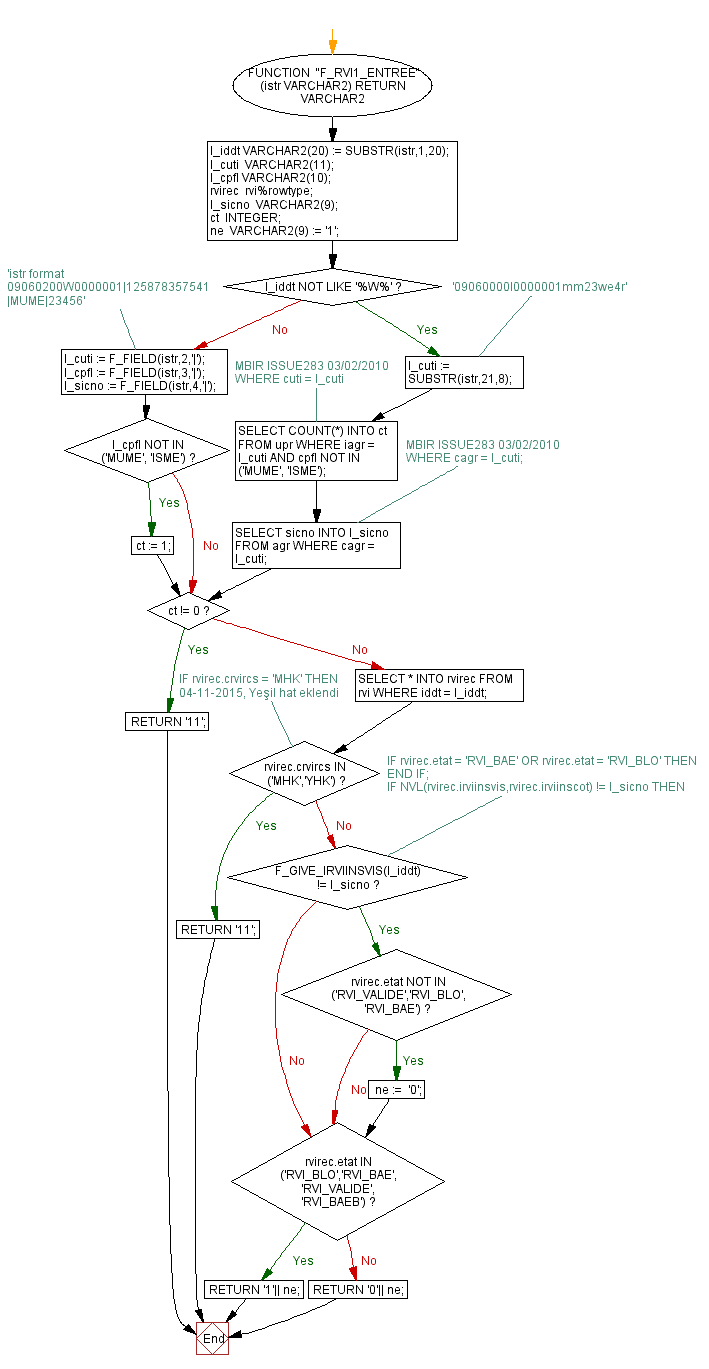 FUNCTION "F_RVI1_ENTREE"
(istr VARCHAR2) RETURN
VARCHAR2
l_iddt VARCHAR2(20) := SUBSTR(istr,1,20);
l_cuti VARCHAR2(11);
l_cpfl VARCHAR2(10);
rvirec rvi%rowtype;
l_sicno VARCHAR2(9);
ct INTEGER;
ne VARCHAR2(9) := '1';
'istr format
09060200W0000001|125878357541
|MUME|23456'
l_iddt NOT LIKE '%W%' ?
'09060000I0000001mm23we4r'
No
Yes
l_cuti := F_FIELD(istr,2,'|');
l_cpfl := F_FIELD(istr,3,'|');
l_sicno := F_FIELD(istr,4,'|');
MBIR ISSUE283 03/02/2010
WHERE cuti = l_cuti
l_cuti :=
SUBSTR(istr,21,8);
l_cpfl NOT IN
('MUME', 'ISME') ?
SELECT COUNT(*) INTO ct
FROM upr WHERE iagr =
l_cuti AND cpfl NOT IN
('MUME', 'ISME');
MBIR ISSUE283 03/02/2010
WHERE cagr = l_cuti;
Yes
No
ct := 1;
SELECT sicno INTO l_sicno
FROM agr WHERE cagr =
l_cuti;
ct != 0 ?
Yes
No
IF rvirec.crvircs = 'MHK' THEN
04-11-2015, Yeşil hat eklendi
SELECT * INTO rvirec FROM
rvi WHERE iddt = l_iddt;
RETURN '11';
rvirec.crvircs IN
('MHK','YHK') ?
IF rvirec.etat = 'RVI_BAE' OR rvirec.etat = 'RVI_BLO' THEN
END IF;
IF NVL(rvirec.irviinsvis,rvirec.irviinscot) != l_sicno THEN
Yes
No
F_GIVE_IRVIINSVIS(l_iddt)
!= l_sicno ?
RETURN '11';
Yes
rvirec.etat NOT IN
('RVI_VALIDE','RVI_BLO',
'RVI_BAE') ?
No
Yes
No
ne := '0';
rvirec.etat IN
('RVI_BLO','RVI_BAE',
'RVI_VALIDE',
'RVI_BAEB') ?
Yes
No
RETURN '1'|| ne;
RETURN '0'|| ne;
End